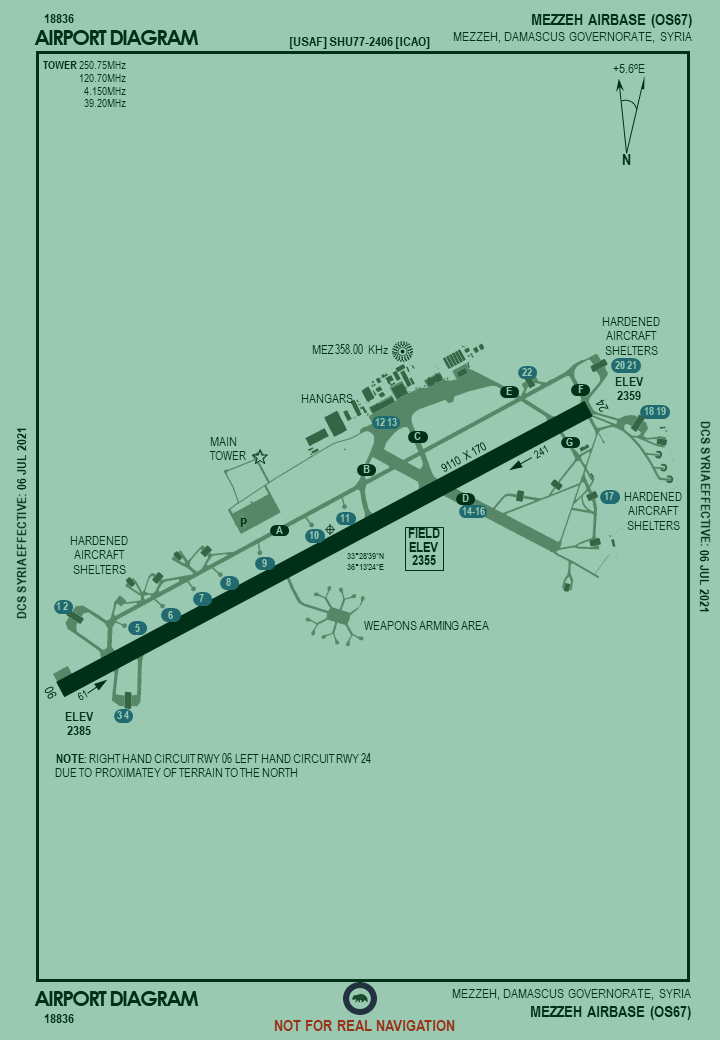 18836
MEZZEH AIRBASE (OS67)
AIRPORT DIAGRAM
[USAF] SHU77-2406 [ICAO]
MEZZEH, DAMASCUS GOVERNORATE, SYRIA
TOWER 250.75MHz
120.70MHz
4.150MHz
39.20MHz
+5.6ºE
N
HARDENED
AIRCRAFT
SHELTERS
20 21
ELEV
2359
MEZ 358.00 KHz
22
E
F
24
18 19
HANGARS
12 13
C
G
MAIN
TOWER
9110 X 170
241
B
D
14-16
17
HARDENED
AIRCRAFT
SHELTERS
P
A
11
10
FIELD
ELEV
2355
HARDENED
AIRCRAFT
SHELTERS
33°28'39"N
36°13'24"E
9
8
7
6
5
1 2
WEAPONS ARMING AREA
06
61
3 4
ELEV
2385
NOTE: RIGHT HAND CIRCUIT RWY 06 LEFT HAND CIRCUIT RWY 24
DUE TO PROXIMATEY OF TERRAIN TO THE NORTH
DCS SYRIA EFFECTIVE: 06 JUL 2021
DCS SYRIA EFFECTIVE: 06 JUL 2021
AIRPORT DIAGRAM
MEZZEH, DAMASCUS GOVERNORATE, SYRIA
18836
MEZZEH AIRBASE (OS67)
NOT FOR REAL NAVIGATION